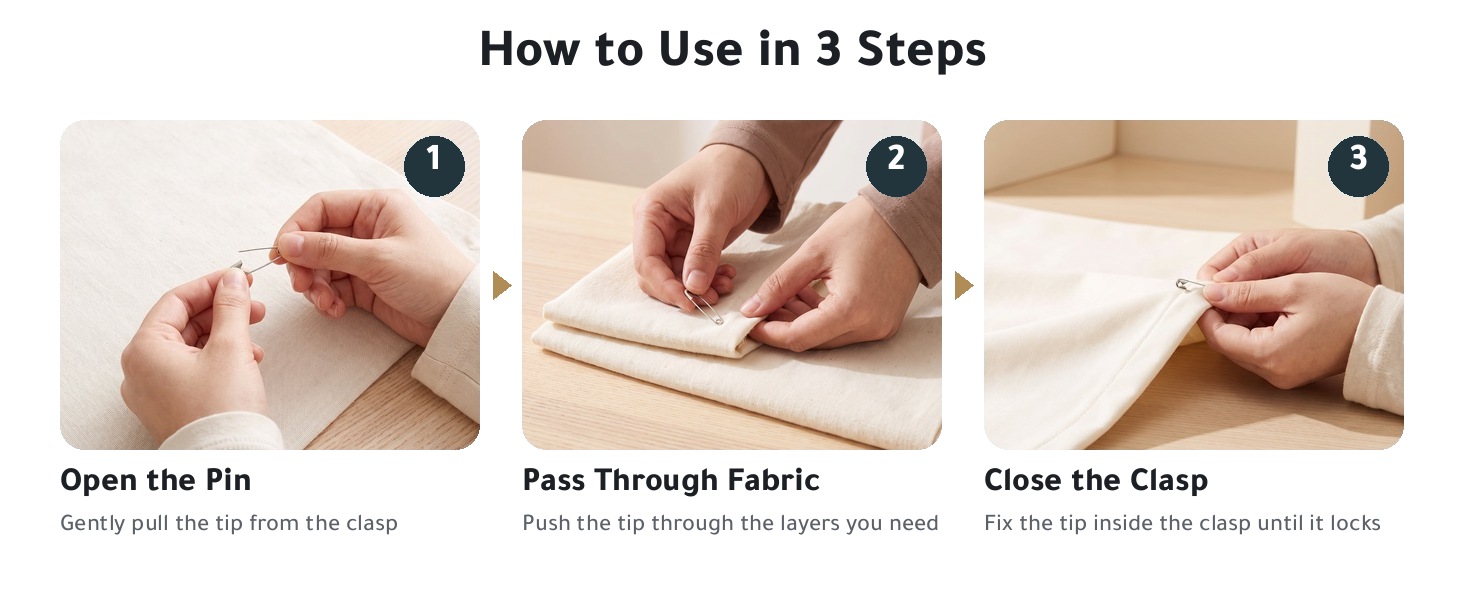 How to Use in 3 Steps
1
2
3
Open the Pin
Gently pull the tip from the clasp
Pass Through Fabric
Push the tip through the layers you need
Close the Clasp
Fix the tip inside the clasp until it locks